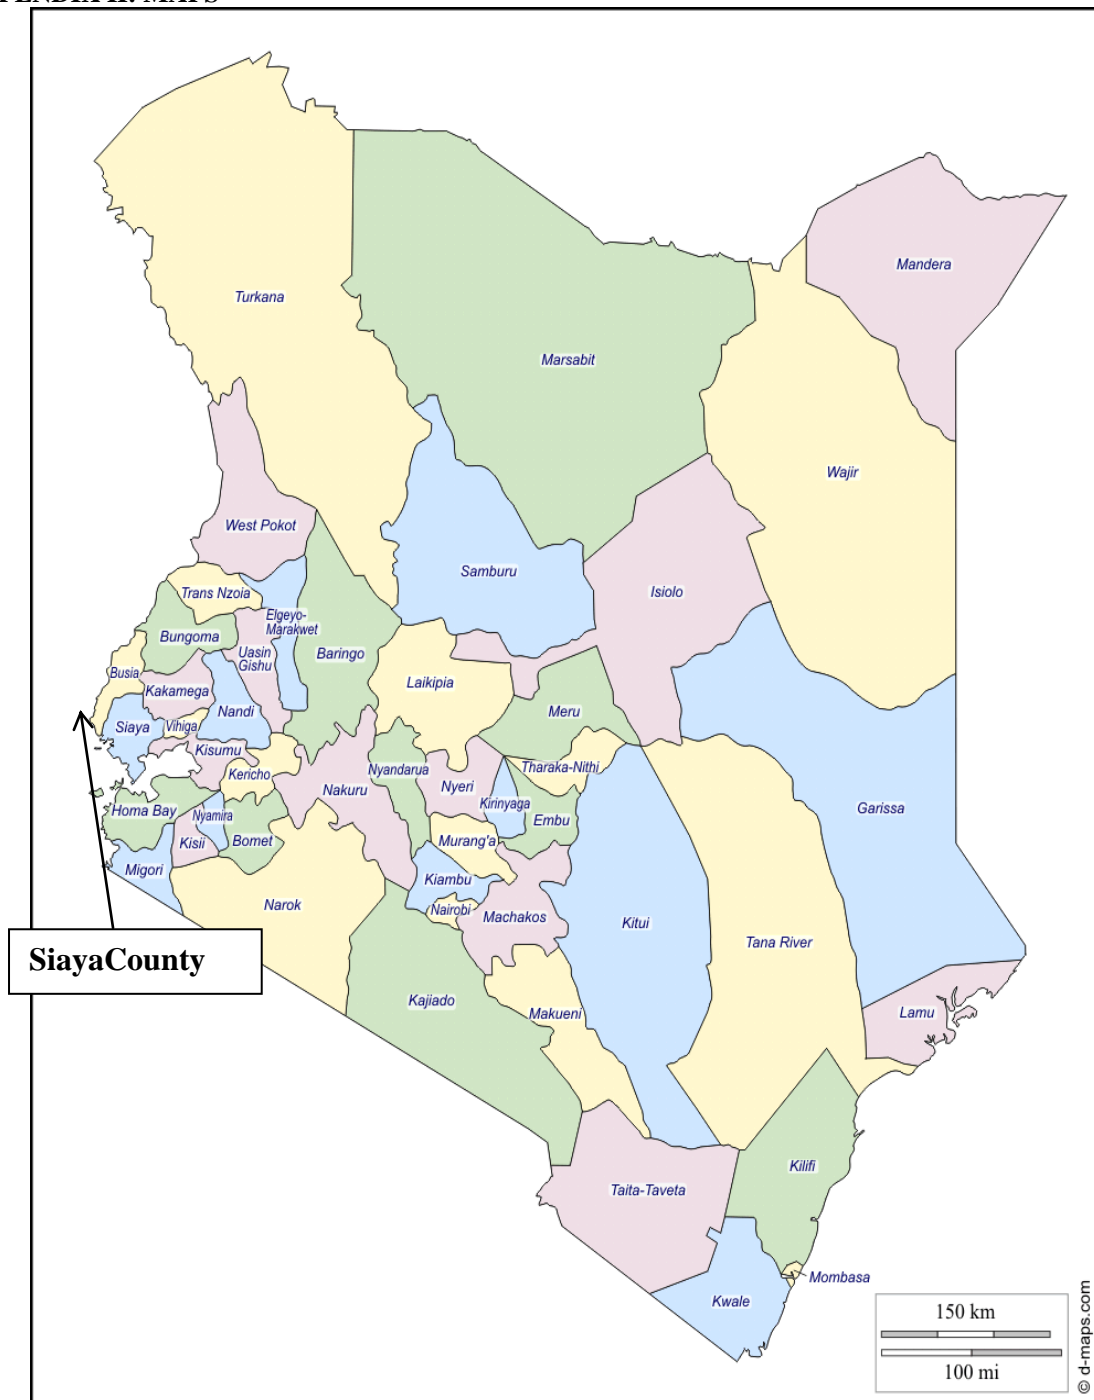 Turkana
Mandera
Marsabit
Wajir
West Pokot
Samburu
Isiolo
Trans Nzoia
Elgeyo-
Marakwet
Bungoma
Uasin
Gishu
Baringo
Busia
Kakamega
Laikipia
Nandi
Meru
Siaya
Vihiga
Kisumu
Kericho
Nyandarua
Tharaka-Nithi
Nakuru
Nyeri
Kirinyaga
Garissa
Homa Bay
Nyamira
Embu
Kisii
Bomet
Murang'a
Migori
Kiambu
Narok
Nairobi
Machakos
Kitui
Tana River
SiayaCounty
Kajiado
Makueni
Lamu
Kilifi
Taita-Taveta
Mombasa
Kwale
150 km
100 mi
© d-maps.com